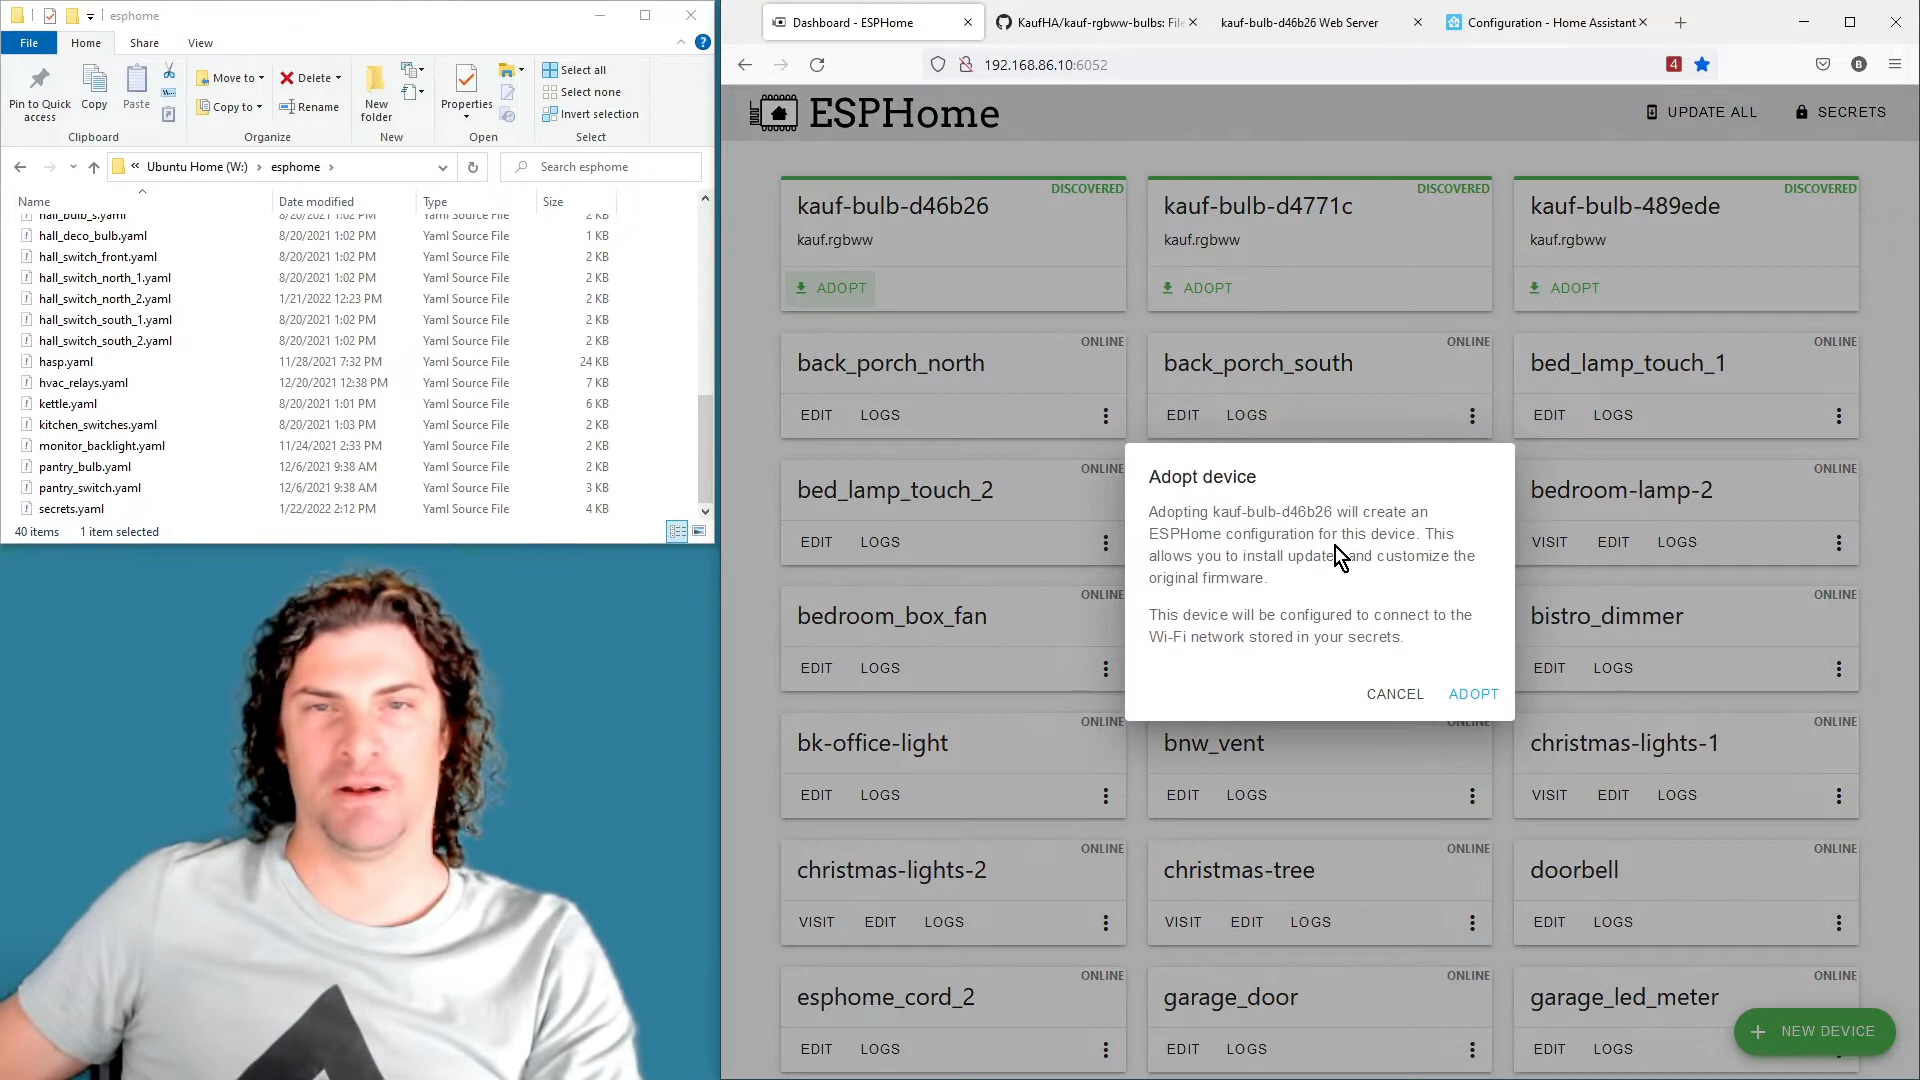 esphome
File
Home
Share
View
Pin to Quick access
Copy
Paste
Move to
Copy to
Delete
Rename
New folder
Properties
Select all
Select none
Invert selection
Clipboard
Organize
New
Open
Select
Ubuntu Home (W:) > esphome >
Search esphome
Name Date modified Type Size
hall_bulb_s.yaml 8/20/2021 1:02 PM Yaml Source File 2 KB
hall_deco_bulb.yaml 8/20/2021 1:02 PM Yaml Source File 1 KB
hall_switch_front.yaml 8/20/2021 1:02 PM Yaml Source File 2 KB
hall_switch_north_1.yaml 8/20/2021 1:02 PM Yaml Source File 2 KB
hall_switch_north_2.yaml 1/21/2022 12:23 PM Yaml Source File 2 KB
hall_switch_south_1.yaml 8/20/2021 1:02 PM Yaml Source File 2 KB
hall_switch_south_2.yaml 8/20/2021 1:02 PM Yaml Source File 2 KB
hasp.yaml 11/28/2021 7:32 PM Yaml Source File 24 KB
hvac_relays.yaml 12/20/2021 12:38 PM Yaml Source File 7 KB
kettle.yaml 8/20/2021 1:01 PM Yaml Source File 6 KB
kitchen_switches.yaml 8/20/2021 1:03 PM Yaml Source File 2 KB
monitor_backlight.yaml 11/24/2021 2:33 PM Yaml Source File 2 KB
pantry_bulb.yaml 12/6/2021 9:38 AM Yaml Source File 2 KB
pantry_switch.yaml 12/6/2021 9:38 AM Yaml Source File 3 KB
secrets.yaml 1/22/2022 2:12 PM Yaml Source File 4 KB
40 items 1 item selected
Dashboard - ESPHome
KaufHA/kauf-rgbww-bulbs: File
kauf-bulb-d46b26 Web Server
Configuration - Home Assistant
192.168.86.10:6052
4
B
ESPHome
UPDATE ALL
SECRETS
DISCOVERED DISCOVERED DISCOVERED
kauf-bulb-d46b26 kauf-bulb-d4771c kauf-bulb-489ede
kauf.rgbww kauf.rgbww kauf.rgbww
ADOPT ADOPT ADOPT
ONLINE ONLINE ONLINE
back_porch_north back_porch_south bed_lamp_touch_1
EDIT LOGS EDIT LOGS EDIT LOGS
ONLINE ONLINE
bed_lamp_touch_2 bedroom-lamp-2
EDIT LOGS VISIT EDIT LOGS
ONLINE ONLINE
bedroom_box_fan bistro_dimmer
EDIT LOGS EDIT LOGS
Adopt device
Adopting kauf-bulb-d46b26 will create an
ESPHome configuration for this device. This
allows you to install update and customize the
original firmware.
This device will be configured to connect to the
Wi-Fi network stored in your secrets.
CANCEL ADOPT
ONLINE ONLINE ONLINE
bk-office-light bnw_vent christmas-lights-1
EDIT LOGS EDIT LOGS VISIT EDIT LOGS
ONLINE ONLINE ONLINE
christmas-lights-2 christmas-tree doorbell
VISIT EDIT LOGS VISIT EDIT LOGS EDIT LOGS
ONLINE ONLINE ONLINE
esphome_cord_2 garage_door garage_led_meter
EDIT LOGS EDIT LOGS EDIT LOGS
NEW DEVICE